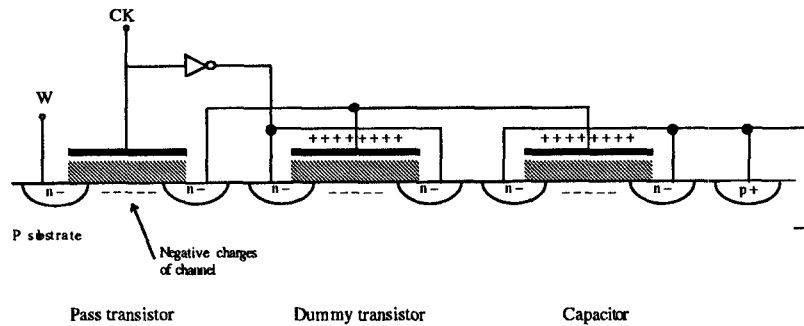 CK
W
++++++++ ++++++++
n- n- n- n- n- n- p+
----- ----- -----
P substrate
Negative charges
of channel
Pass transistor Dummy transistor Capacitor